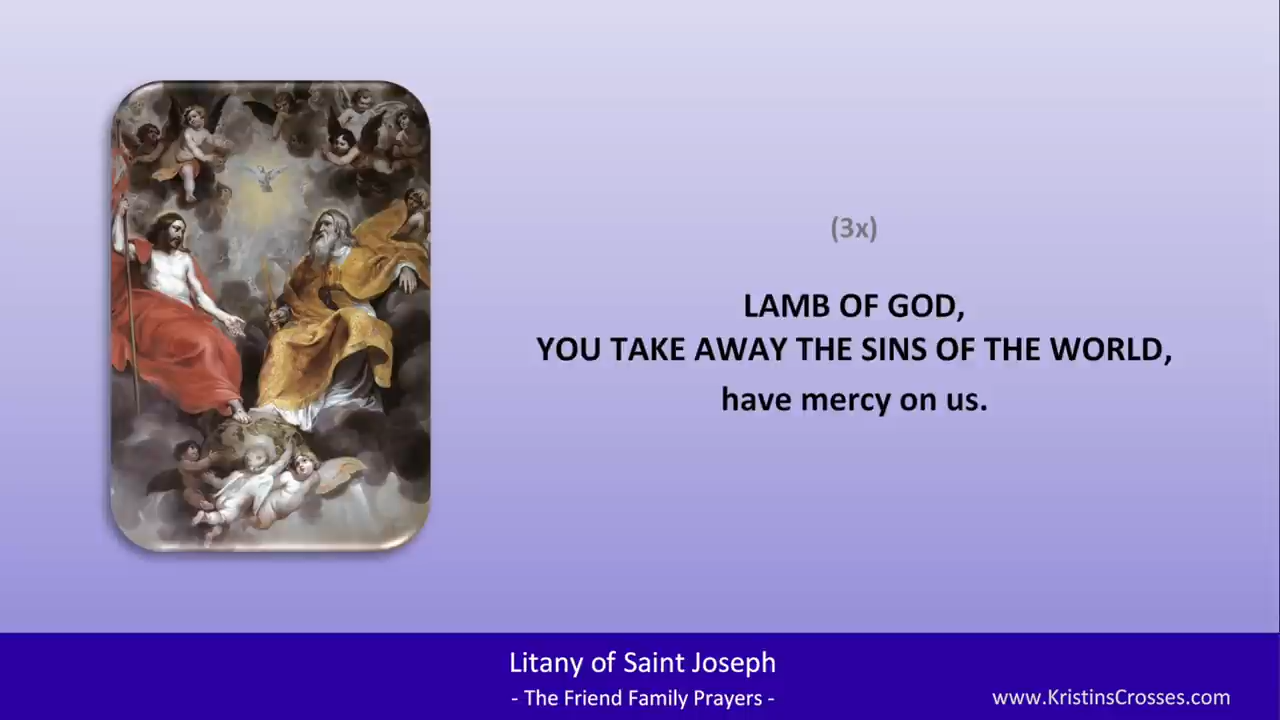 (3x)
LAMB OF GOD,
YOU TAKE AWAY THE SINS OF THE WORLD,
have mercy on us.
Litany of Saint Joseph
- The Friend Family Prayers -
www.KristinsCrosses.com